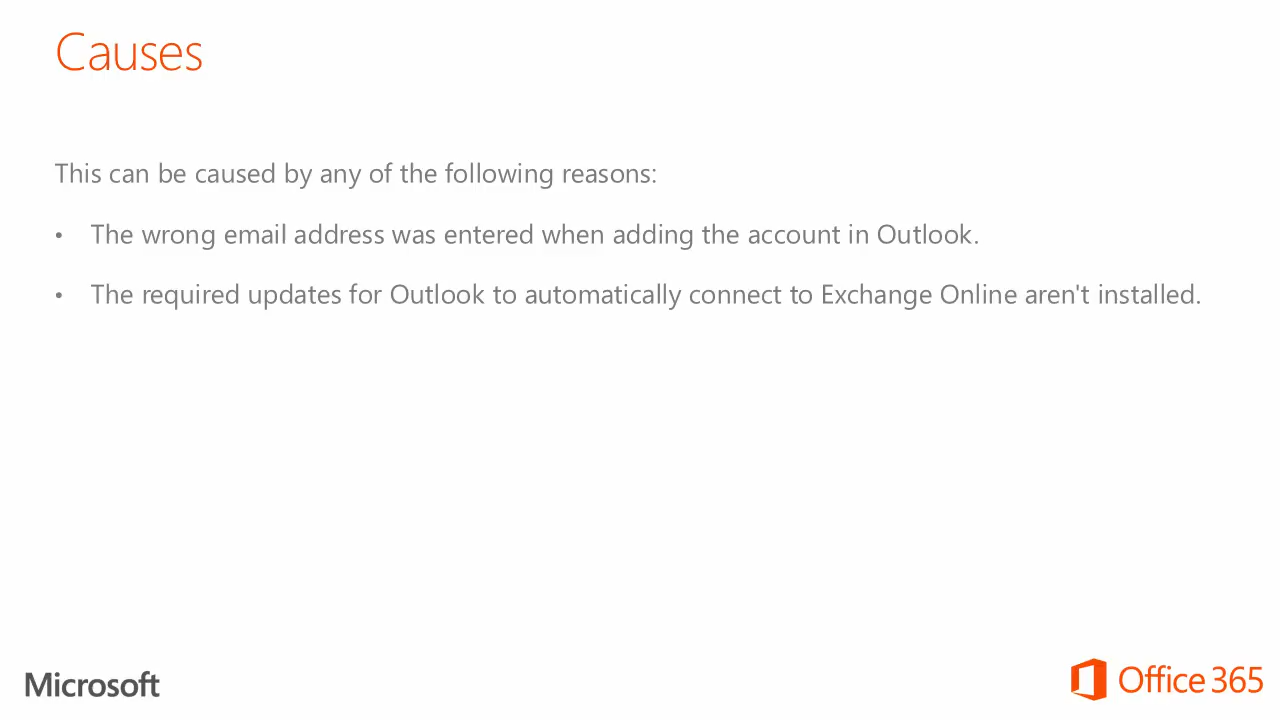 Causes
This can be caused by any of the following reasons:
• The wrong email address was entered when adding the account in Outlook.
• The required updates for Outlook to automatically connect to Exchange Online aren't installed.
Microsoft
Office 365